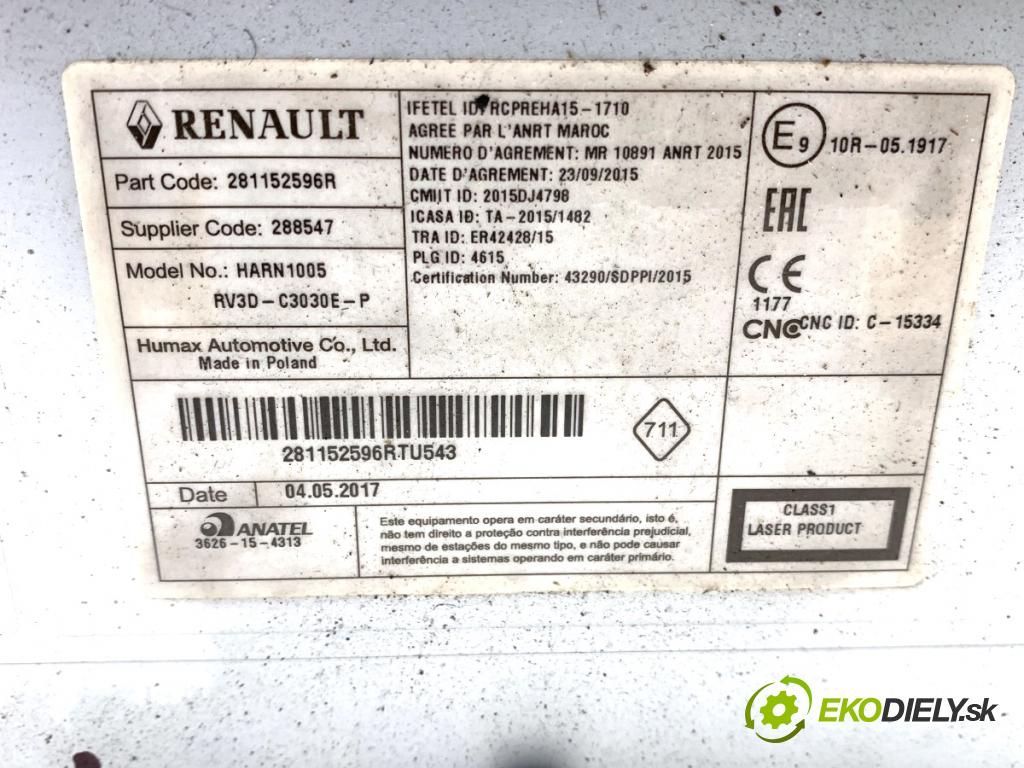 RENAULT
Part Code: 281152596R
Supplier Code: 288547
Model No.: HARN1005
RV3D-C3030E-P
Humax Automotive Co., Ltd.
Made in Poland
IFETEL ID: RCPREHA15-1710
AGREE PAR L'ANRT MAROC
NUMERO D'AGREMENT: MR 10891 ANRT 2015
DATE D'AGREMENT: 23/09/2015
CMIIT ID: 2015DJ4798
ICASA ID: TA-2015/1482
TRA ID: ER42428/15
PLG ID: 4615
Certification Number: 43290/SDPPI/2015
E9 10R-05.1917
EAC
CE
1177
CNC CNC ID: C-15334
281152596RTU543
711
Date 04.05.2017
ANATEL
3626-15-4313
Este equipamento opera em caráter secundário, isto é,
não tem direito a proteção contra interferência prejudicial,
mesmo de estações do mesmo tipo, e não pode causar
interferência a sistemas operando em caráter primário.
CLASS1
LASER PRODUCT
EKODIELY.sk